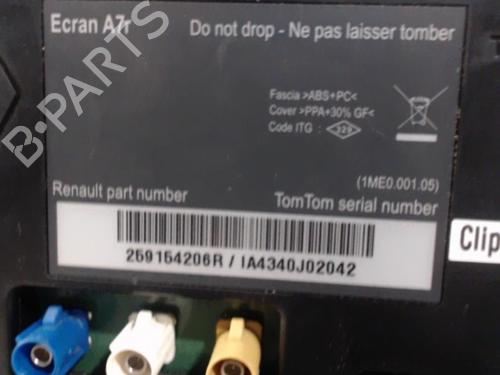 Ecran A7r
Do not drop - Ne pas laisser tomber
Fascia >ABS+PC<
Cover >PPA+30% GF<
Code ITG : 329
(1ME0.001.05)
Renault part number
TomTom serial number
259154206R / IA4340J02042
Clip
B-PARTS